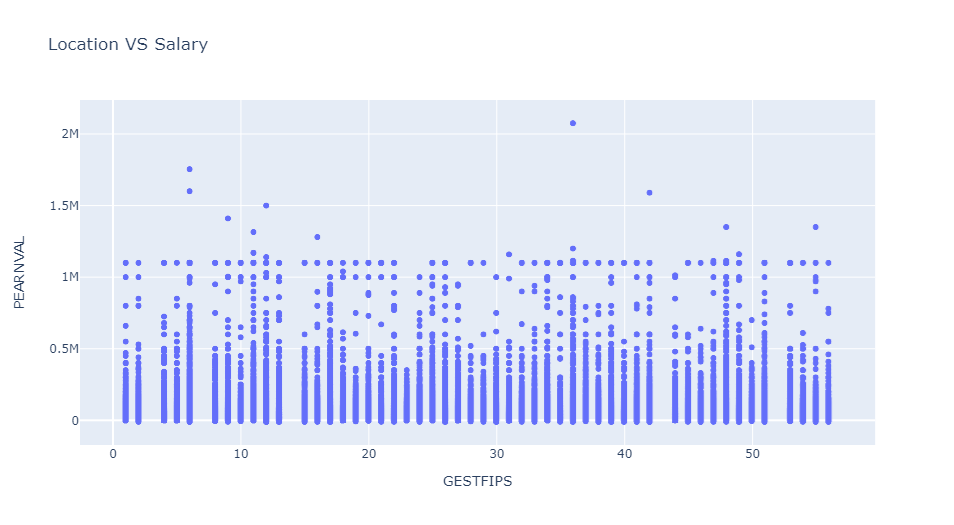 Location VS Salary
PEARNVAL
2M
1.5M
1M
0.5M
0
0 10 20 30 40 50
GESTFIPS